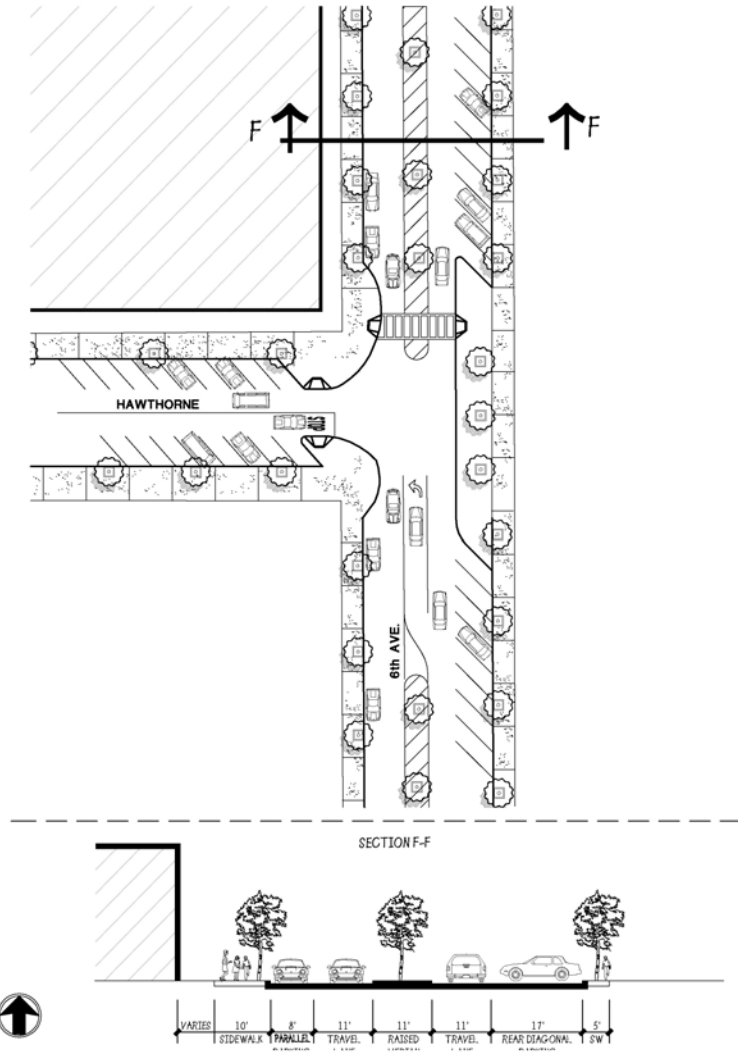 F
F
HAWTHORNE
STOP
6th AVE.
SECTION F-F
VARIES 10' 8' 11' 11' 11' 17' 5'
SIDEWALK PARALLEL TRAVEL RAISED TRAVEL REAR DIAGONAL SW